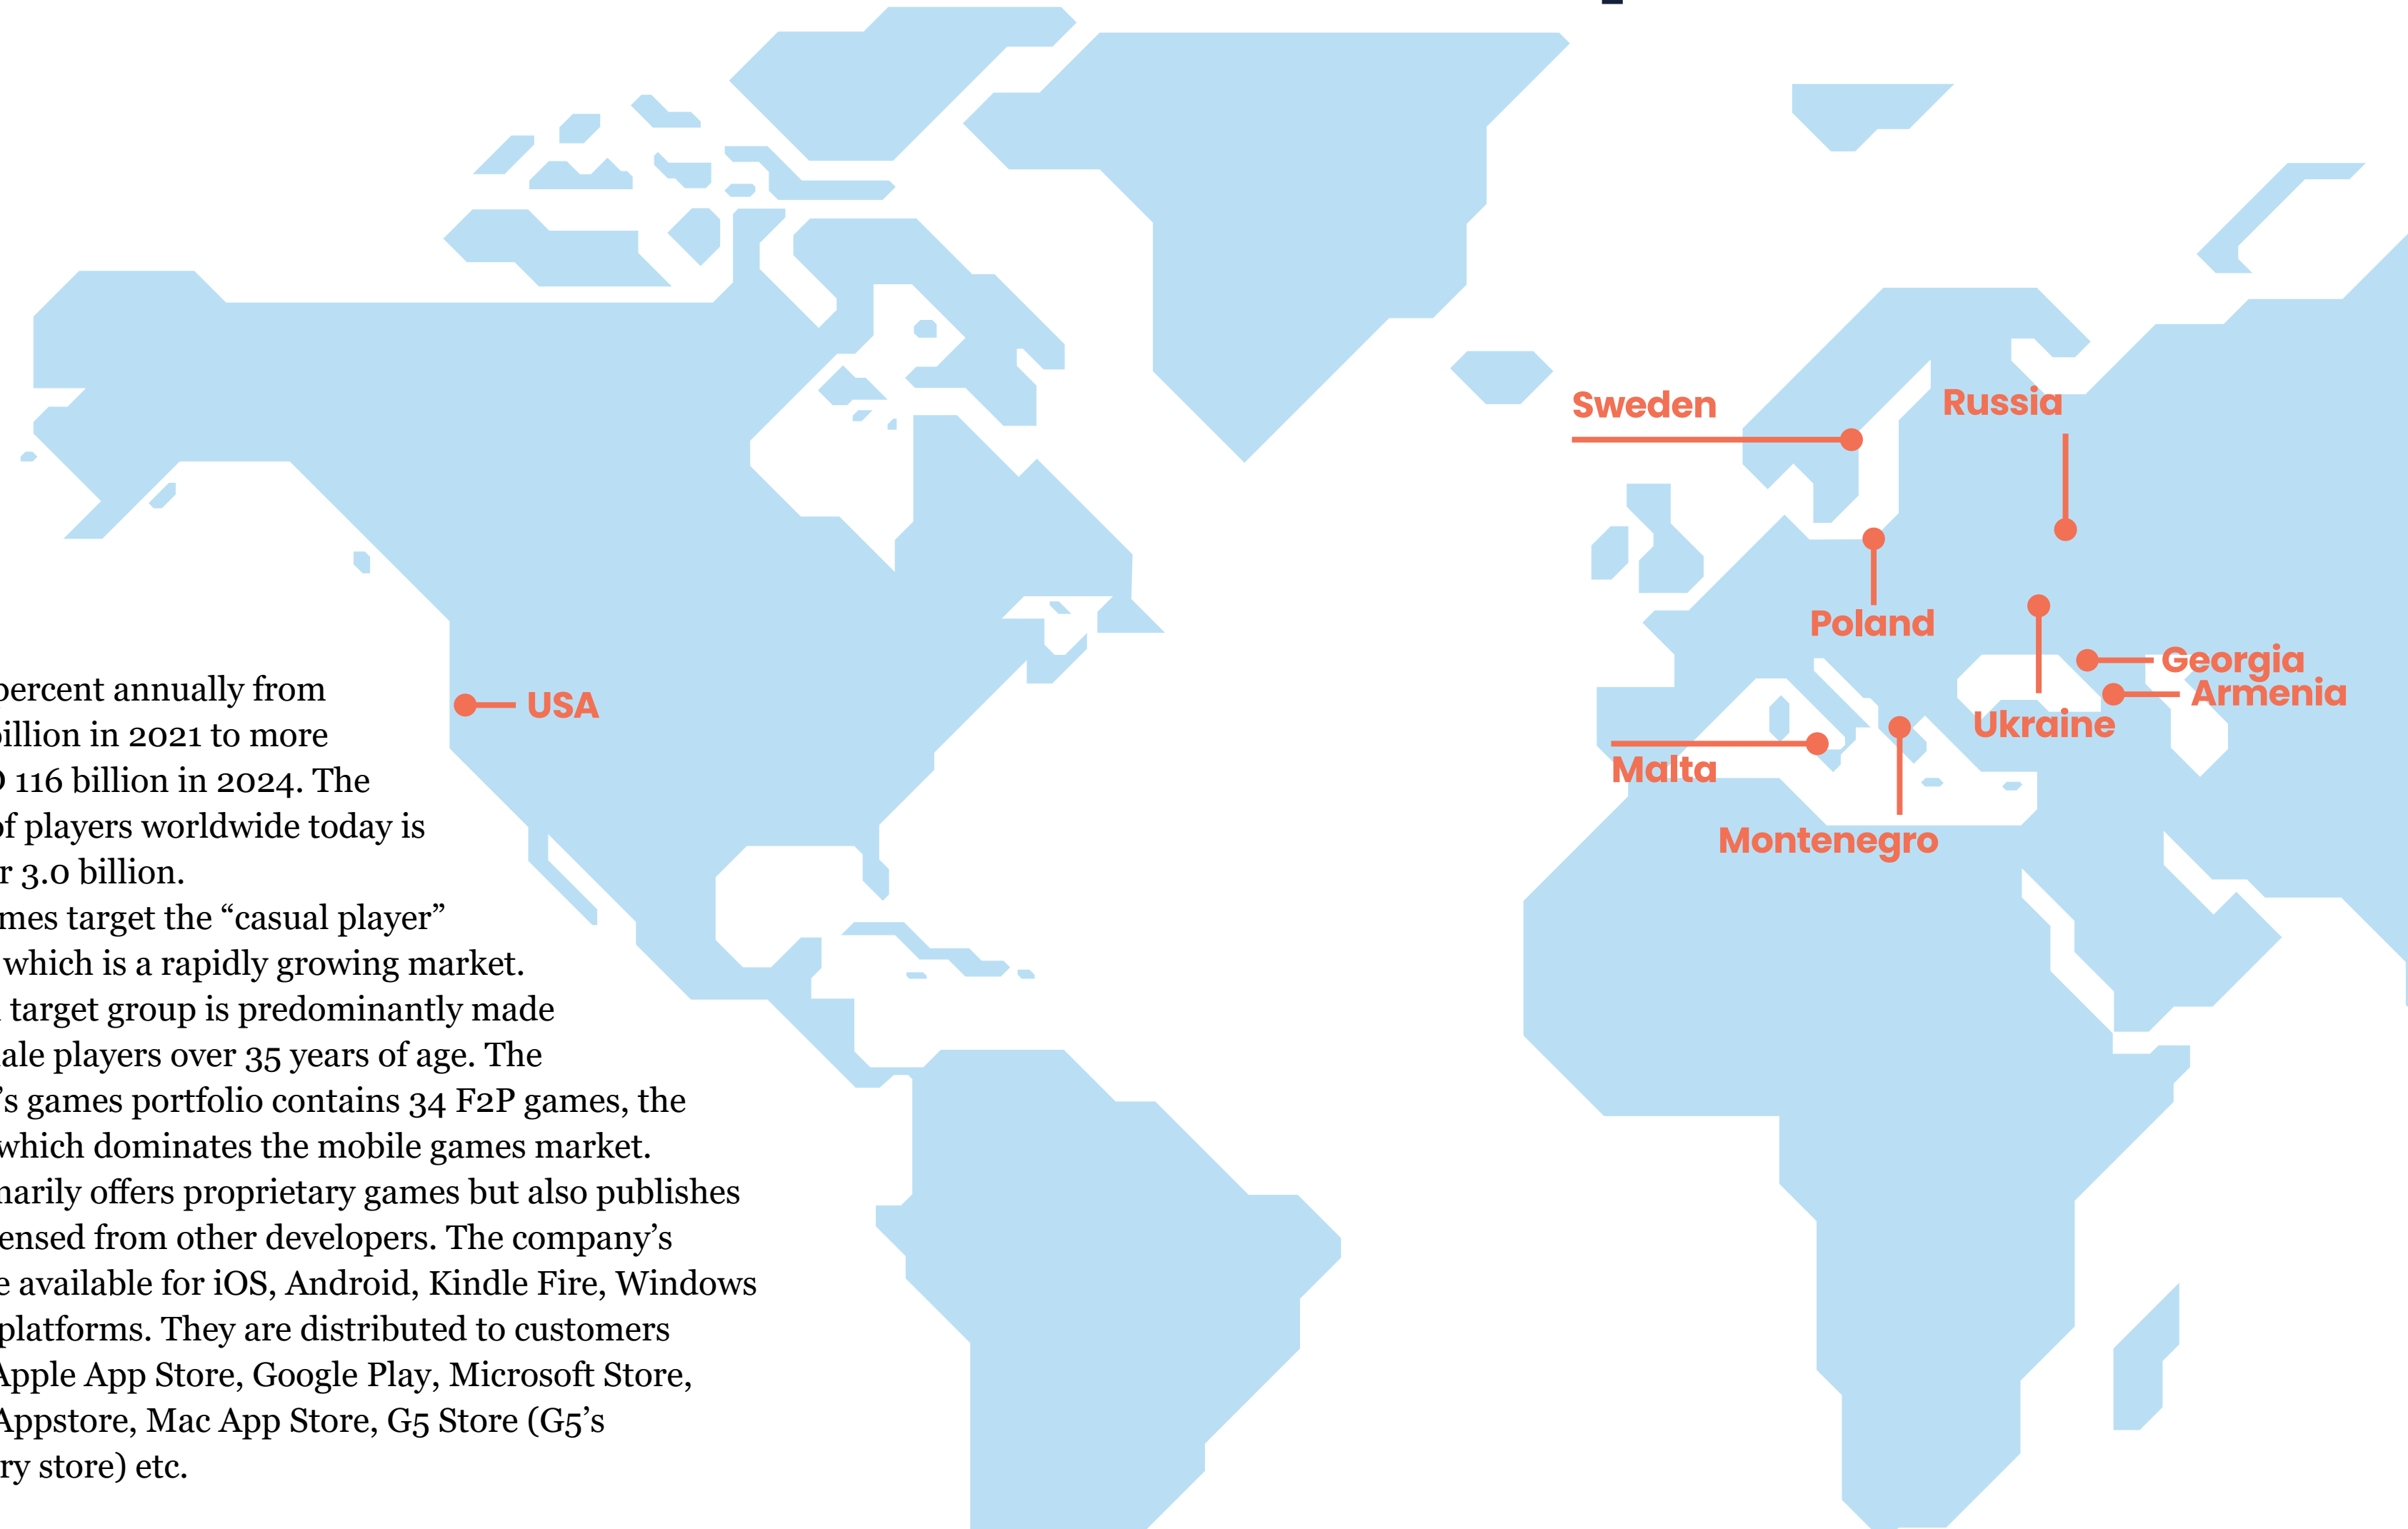 percent annually from
billion in 2021 to more
116 billion in 2024. The
of players worldwide today is
r 3.0 billion.
mes target the “casual player”
which is a rapidly growing market.
target group is predominantly made
ale players over 35 years of age. The
’s games portfolio contains 34 F2P games, the
which dominates the mobile games market.
marily offers proprietary games but also publishes
ensed from other developers. The company’s
e available for iOS, Android, Kindle Fire, Windows
platforms. They are distributed to customers
Apple App Store, Google Play, Microsoft Store,
Appstore, Mac App Store, G5 Store (G5’s
ry store) etc.
USA
Sweden
Russia
Poland
Georgia
Armenia
Ukraine
Malta
Montenegro